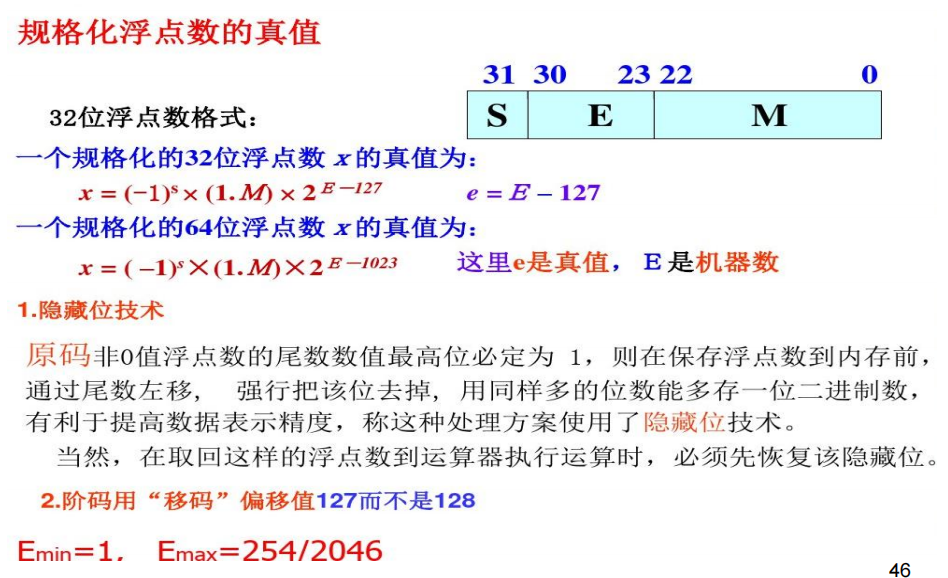 规格化浮点数的真值
31 30 23 22 0
32位浮点数格式： S E M
一个规格化的32位浮点数 x 的真值为：
x = (−1)ˢ × (1.M) × 2^{E−127} e = E − 127
一个规格化的64位浮点数 x 的真值为：
x = ( −1)ˢ×(1.M)×2^{E−1023} 这里e是真值， E 是机器数
1.隐藏位技术
原码非0值浮点数的尾数数值最高位必定为 1，则在保存浮点数到内存前，
通过尾数左移， 强行把该位去掉, 用同样多的位数能多存一位二进制数，
有利于提高数据表示精度，称这种处理方案使用了隐藏位技术。
当然，在取回这样的浮点数到运算器执行运算时，必须先恢复该隐藏位。
2.阶码用“移码”偏移值127而不是128
Emin=1, Emax=254/2046
46